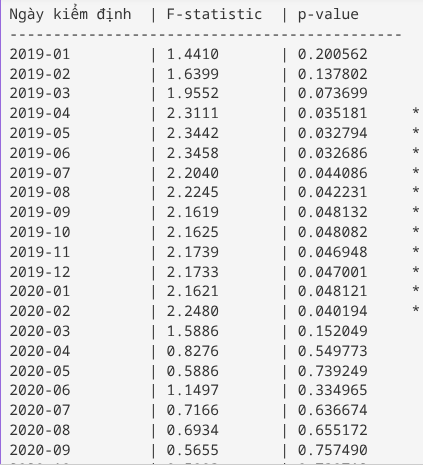 Ngày kiểm định | F-statistic | p-value
-------------------------------------------
2019-01 | 1.4410 | 0.200562
2019-02 | 1.6399 | 0.137802
2019-03 | 1.9552 | 0.073699
2019-04 | 2.3111 | 0.035181 *
2019-05 | 2.3442 | 0.032794 *
2019-06 | 2.3458 | 0.032686 *
2019-07 | 2.2040 | 0.044086 *
2019-08 | 2.2245 | 0.042231 *
2019-09 | 2.1619 | 0.048132 *
2019-10 | 2.1625 | 0.048082 *
2019-11 | 2.1739 | 0.046948 *
2019-12 | 2.1733 | 0.047001 *
2020-01 | 2.1621 | 0.048121 *
2020-02 | 2.2480 | 0.040194 *
2020-03 | 1.5886 | 0.152049
2020-04 | 0.8276 | 0.549773
2020-05 | 0.5886 | 0.739249
2020-06 | 1.1497 | 0.334965
2020-07 | 0.7166 | 0.636674
2020-08 | 0.6934 | 0.655172
2020-09 | 0.5655 | 0.757490